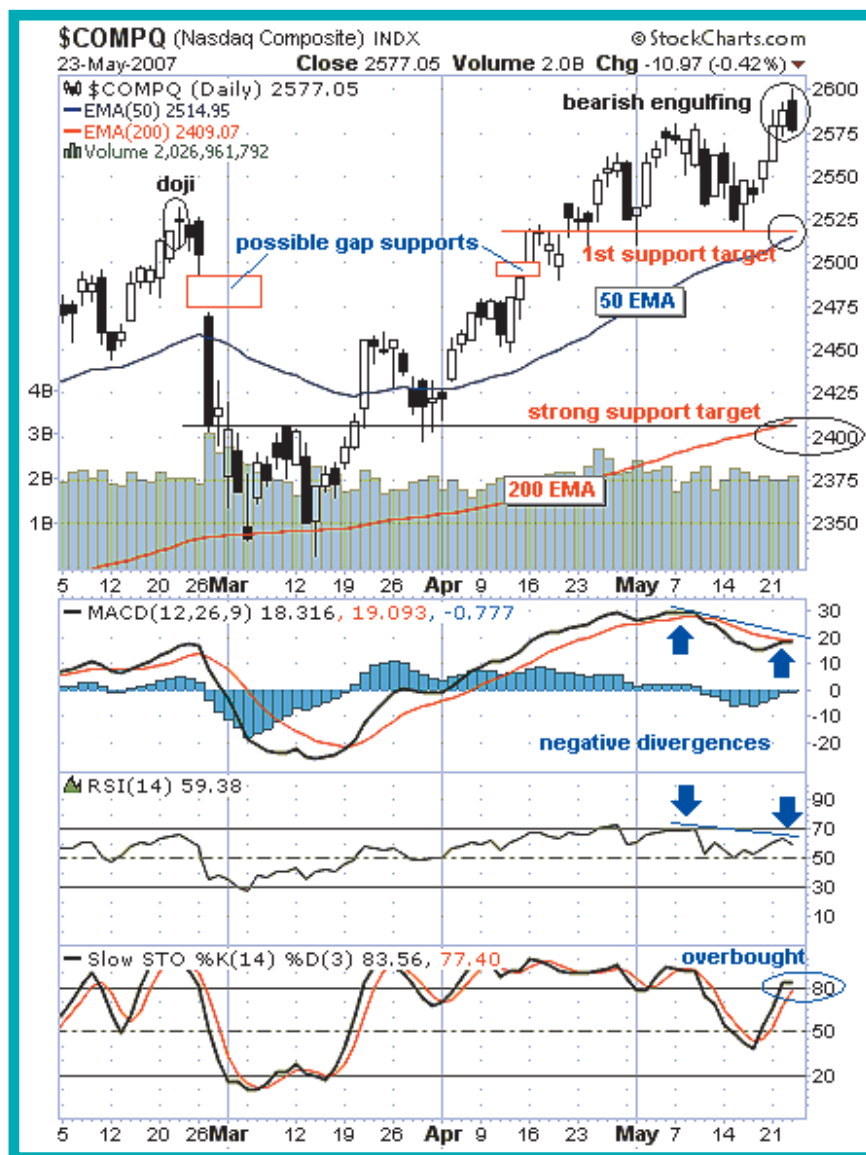 $COMPQ (Nasdaq Composite) INDX © StockCharts.com
23-May-2007 Close 2577.05 Volume 2.0B Chg -10.97 (-0.42%)
$COMPQ (Daily) 2577.05
EMA(50) 2514.95
EMA(200) 2409.07
Volume 2,026,961,792
bearish engulfing
doji
possible gap supports
1st support target
50 EMA
strong support target
200 EMA
2600
2575
2550
2525
2500
2475
2450
2425
2400
2375
2350
4B
3B
2B
1B
5 12 20 26 Mar 12 19 26 Apr 9 16 23 May 7 14 21
MACD(12,26,9) 18.316, 19.093, -0.777
30
20
10
0
-10
-20
negative divergences
RSI(14) 59.38
90
70
50
30
10
Slow STO %K(14) %D(3) 83.56, 77.40
overbought
80
50
20
5 12 20 26 Mar 12 19 26 Apr 9 16 23 May 7 14 21